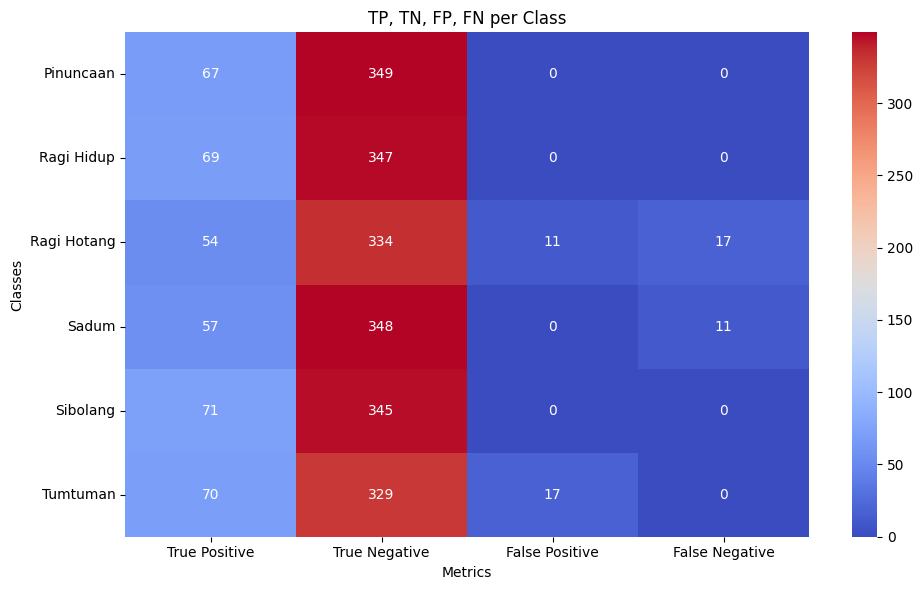 TP, TN, FP, FN per Class
Pinuncaan 67 349 0 0
Ragi Hidup 69 347 0 0
Ragi Hotang 54 334 11 17
Sadum 57 348 0 11
Sibolang 71 345 0 0
Tumtuman 70 329 17 0
True Positive True Negative False Positive False Negative
Metrics
Classes
300
250
200
150
100
50
0